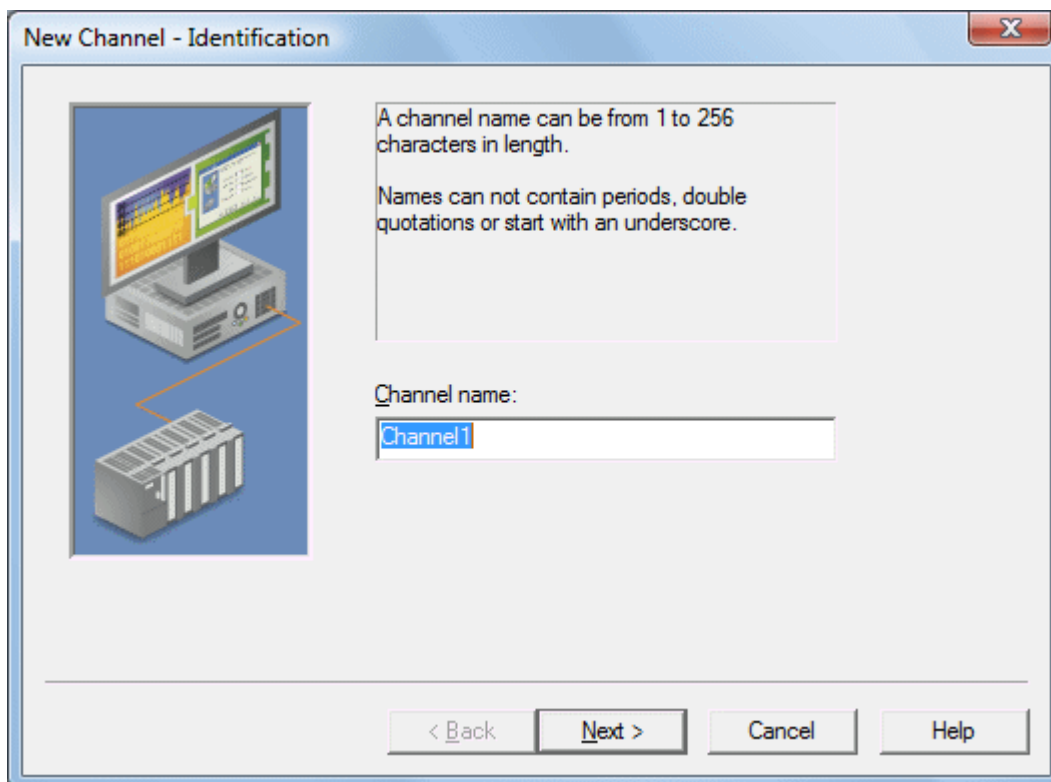 New Channel - Identification
A channel name can be from 1 to 256
characters in length.
Names can not contain periods, double
quotations or start with an underscore.
Channel name:
Channel1
< Back
Next >
Cancel
Help